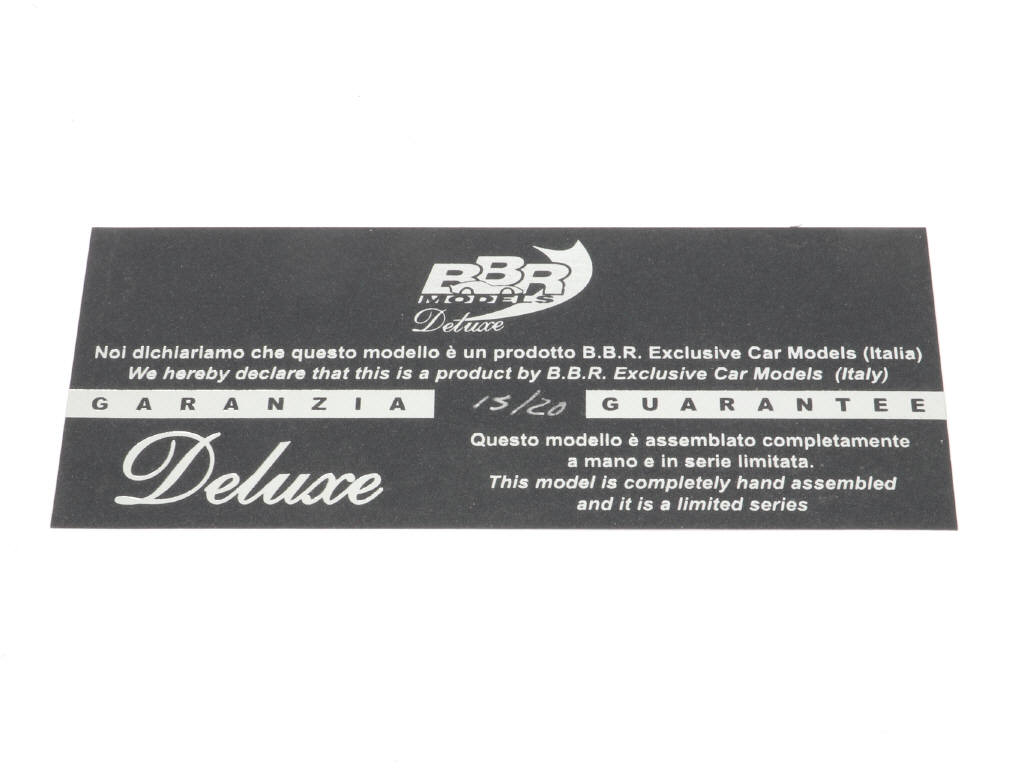 BBR
MODELS
Deluxe
Noi dichiariamo che questo modello è un prodotto B.B.R. Exclusive Car Models (Italia)
We hereby declare that this is a product by B.B.R. Exclusive Car Models (Italy)
GARANZIA 15/20 GUARANTEE
Deluxe
Questo modello è assemblato completamente
a mano e in serie limitata.
This model is completely hand assembled
and it is a limited series